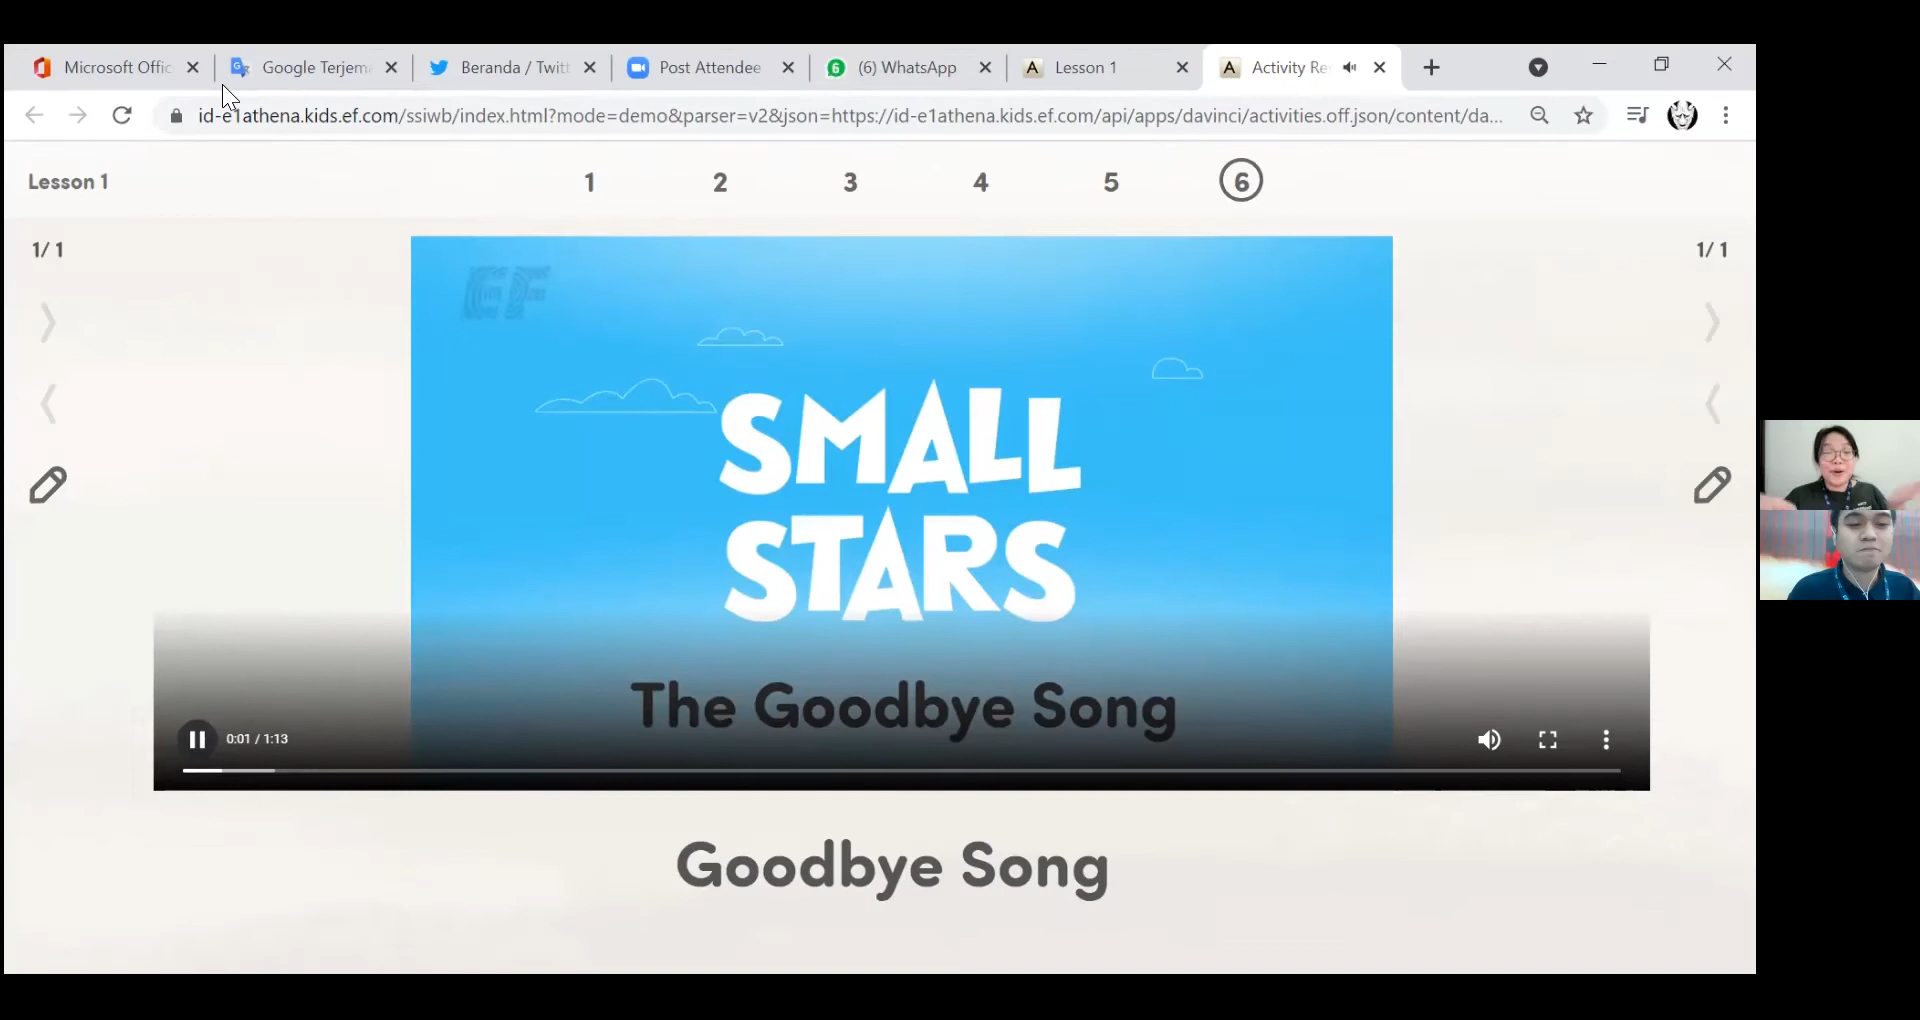 Microsoft Offic
Google Terjema
Beranda / Twitt
Post Attendee
6
(6) WhatsApp
Lesson 1
Activity Re
id-e1athena.kids.ef.com/ssiwb/index.html?mode=demo&parser=v2&json=https://id-e1athena.kids.ef.com/api/apps/davinci/activities.off.json/content/da...
Lesson 1
1 2 3 4 5 6
1/ 1
1/ 1
EF
SMALL
STARS
The Goodbye Song
0:01 / 1:13
Goodbye Song